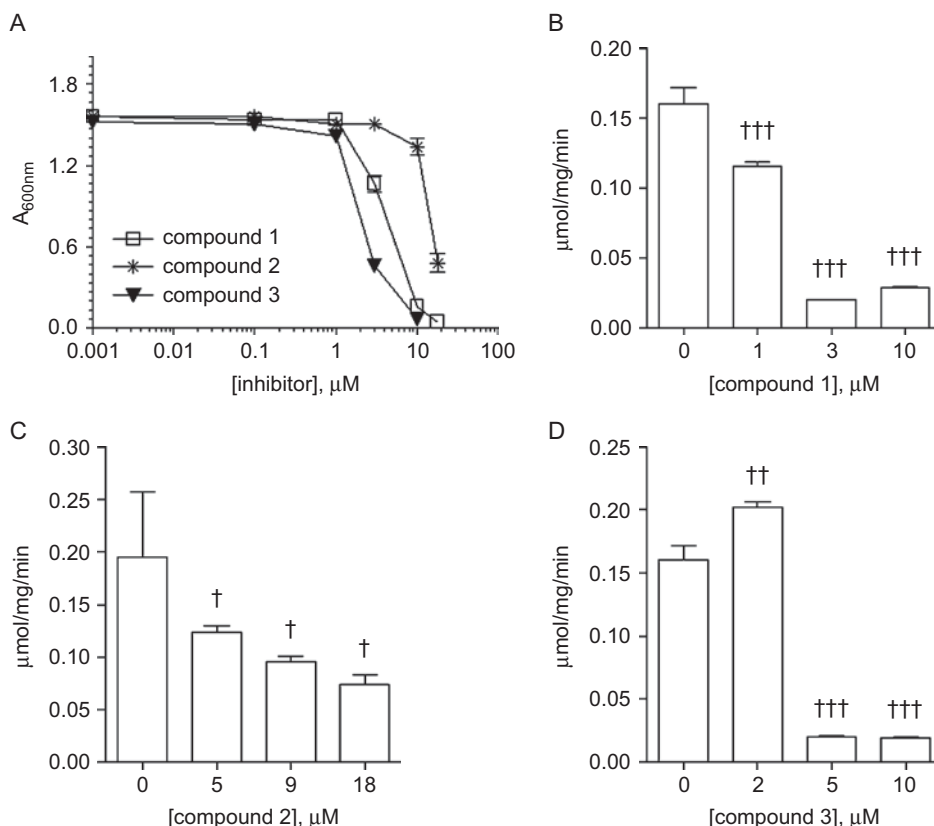 A
A600nm
1.8
1.2
0.6
0.0
compound 1
compound 2
compound 3
0.001 0.01 0.1 1 10 100
[inhibitor], μM
B
μmol/mg/min
0.20
0.15
0.10
0.05
0.00
†††
†††
†††
0 1 3 10
[compound 1], μM
C
μmol/mg/min
0.30
0.25
0.20
0.15
0.10
0.05
0.00
†
†
†
0 5 9 18
[compound 2], μM
D
μmol/mg/min
0.25
0.20
0.15
0.10
0.05
0.00
††
†††
†††
0 2 5 10
[compound 3], μM